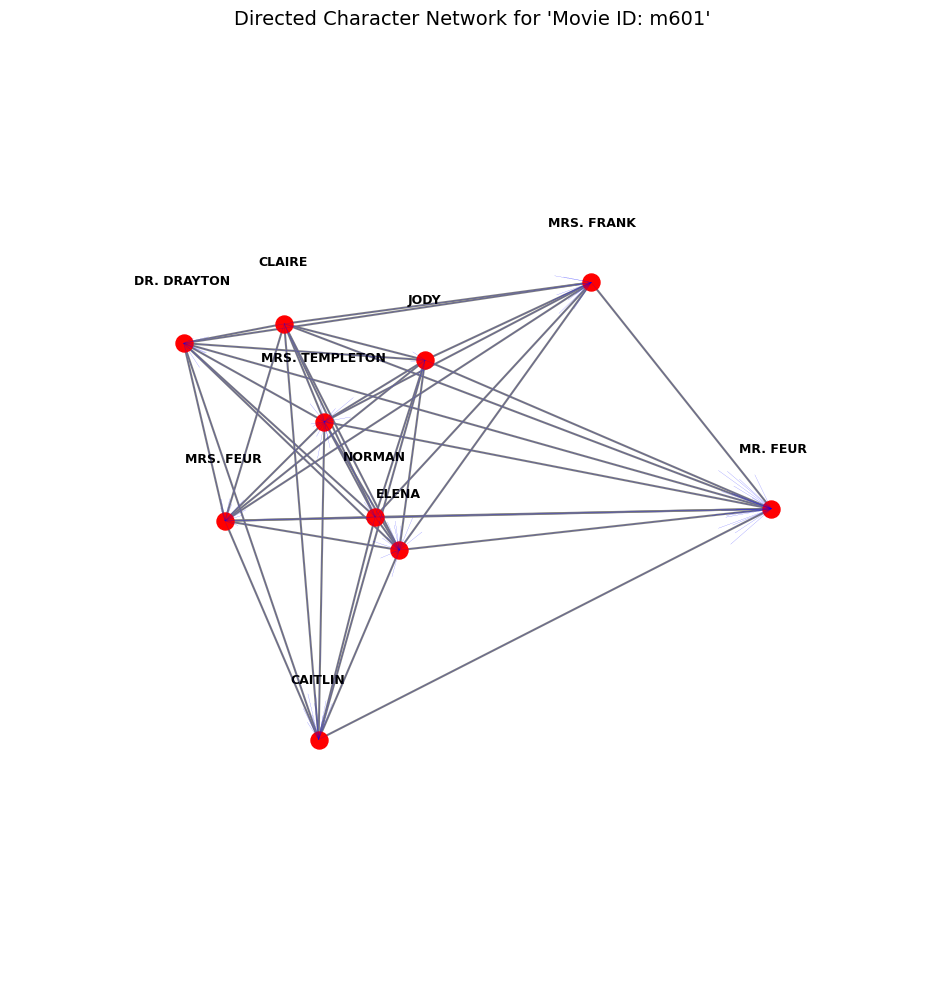 Directed Character Network for 'Movie ID: m601'
MRS. FRANK
CLAIRE
DR. DRAYTON
JODY
MRS. TEMPLETON
MR. FEUR
NORMAN
MRS. FEUR
ELENA
CAITLIN